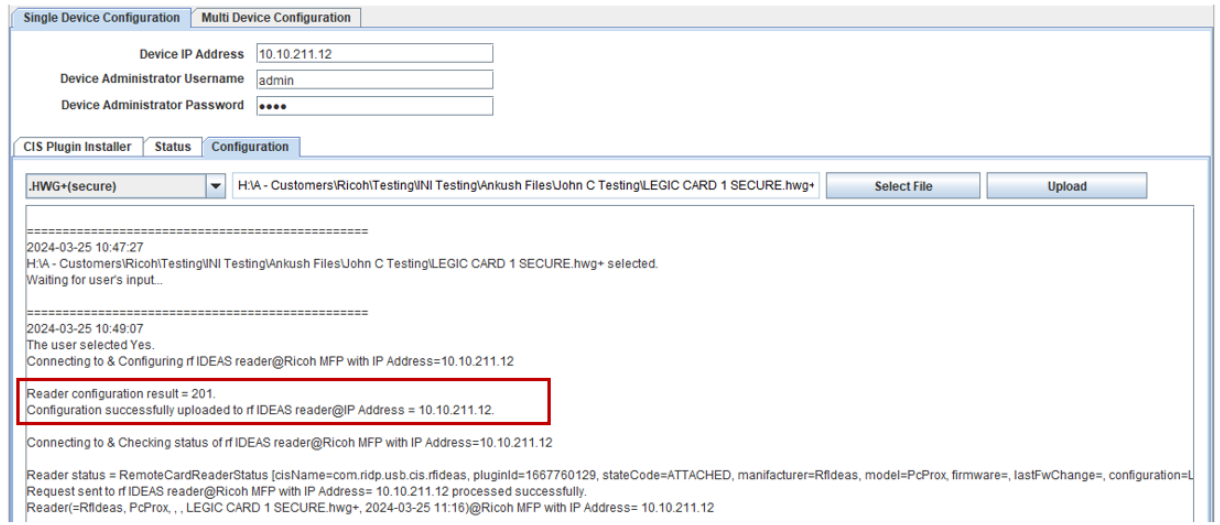 Single Device Configuration Multi Device Configuration
Device IP Address 10.10.211.12
Device Administrator Username admin
Device Administrator Password ••••
CIS Plugin Installer Status Configuration
.HWG+(secure) H:\A - Customers\Ricoh\Testing\INI Testing\Ankush Files\John C Testing\LEGIC CARD 1 SECURE.hwg+ Select File Upload
================================================
2024-03-25 10:47:27
H:\A - Customers\Ricoh\Testing\INI Testing\Ankush Files\John C Testing\LEGIC CARD 1 SECURE.hwg+ selected.
Waiting for user's input...
================================================
2024-03-25 10:49:07
The user selected Yes.
Connecting to & Configuring rf IDEAS reader@Ricoh MFP with IP Address=10.10.211.12
Reader configuration result = 201.
Configuration successfully uploaded to rf IDEAS reader@IP Address = 10.10.211.12.
Connecting to & Checking status of rf IDEAS reader@Ricoh MFP with IP Address=10.10.211.12
Reader status = RemoteCardReaderStatus [cisName=com.ridp.usb.cis.rfideas, pluginId=1667760129, stateCode=ATTACHED, manifacturer=RfIdeas, model=PcProx, firmware=, lastFwChange=, configuration=L
Request sent to rf IDEAS reader@Ricoh MFP with IP Address= 10.10.211.12 processed successfully.
Reader(=RfIdeas, PcProx, , , LEGIC CARD 1 SECURE.hwg+, 2024-03-25 11:16)@Ricoh MFP with IP Address= 10.10.211.12